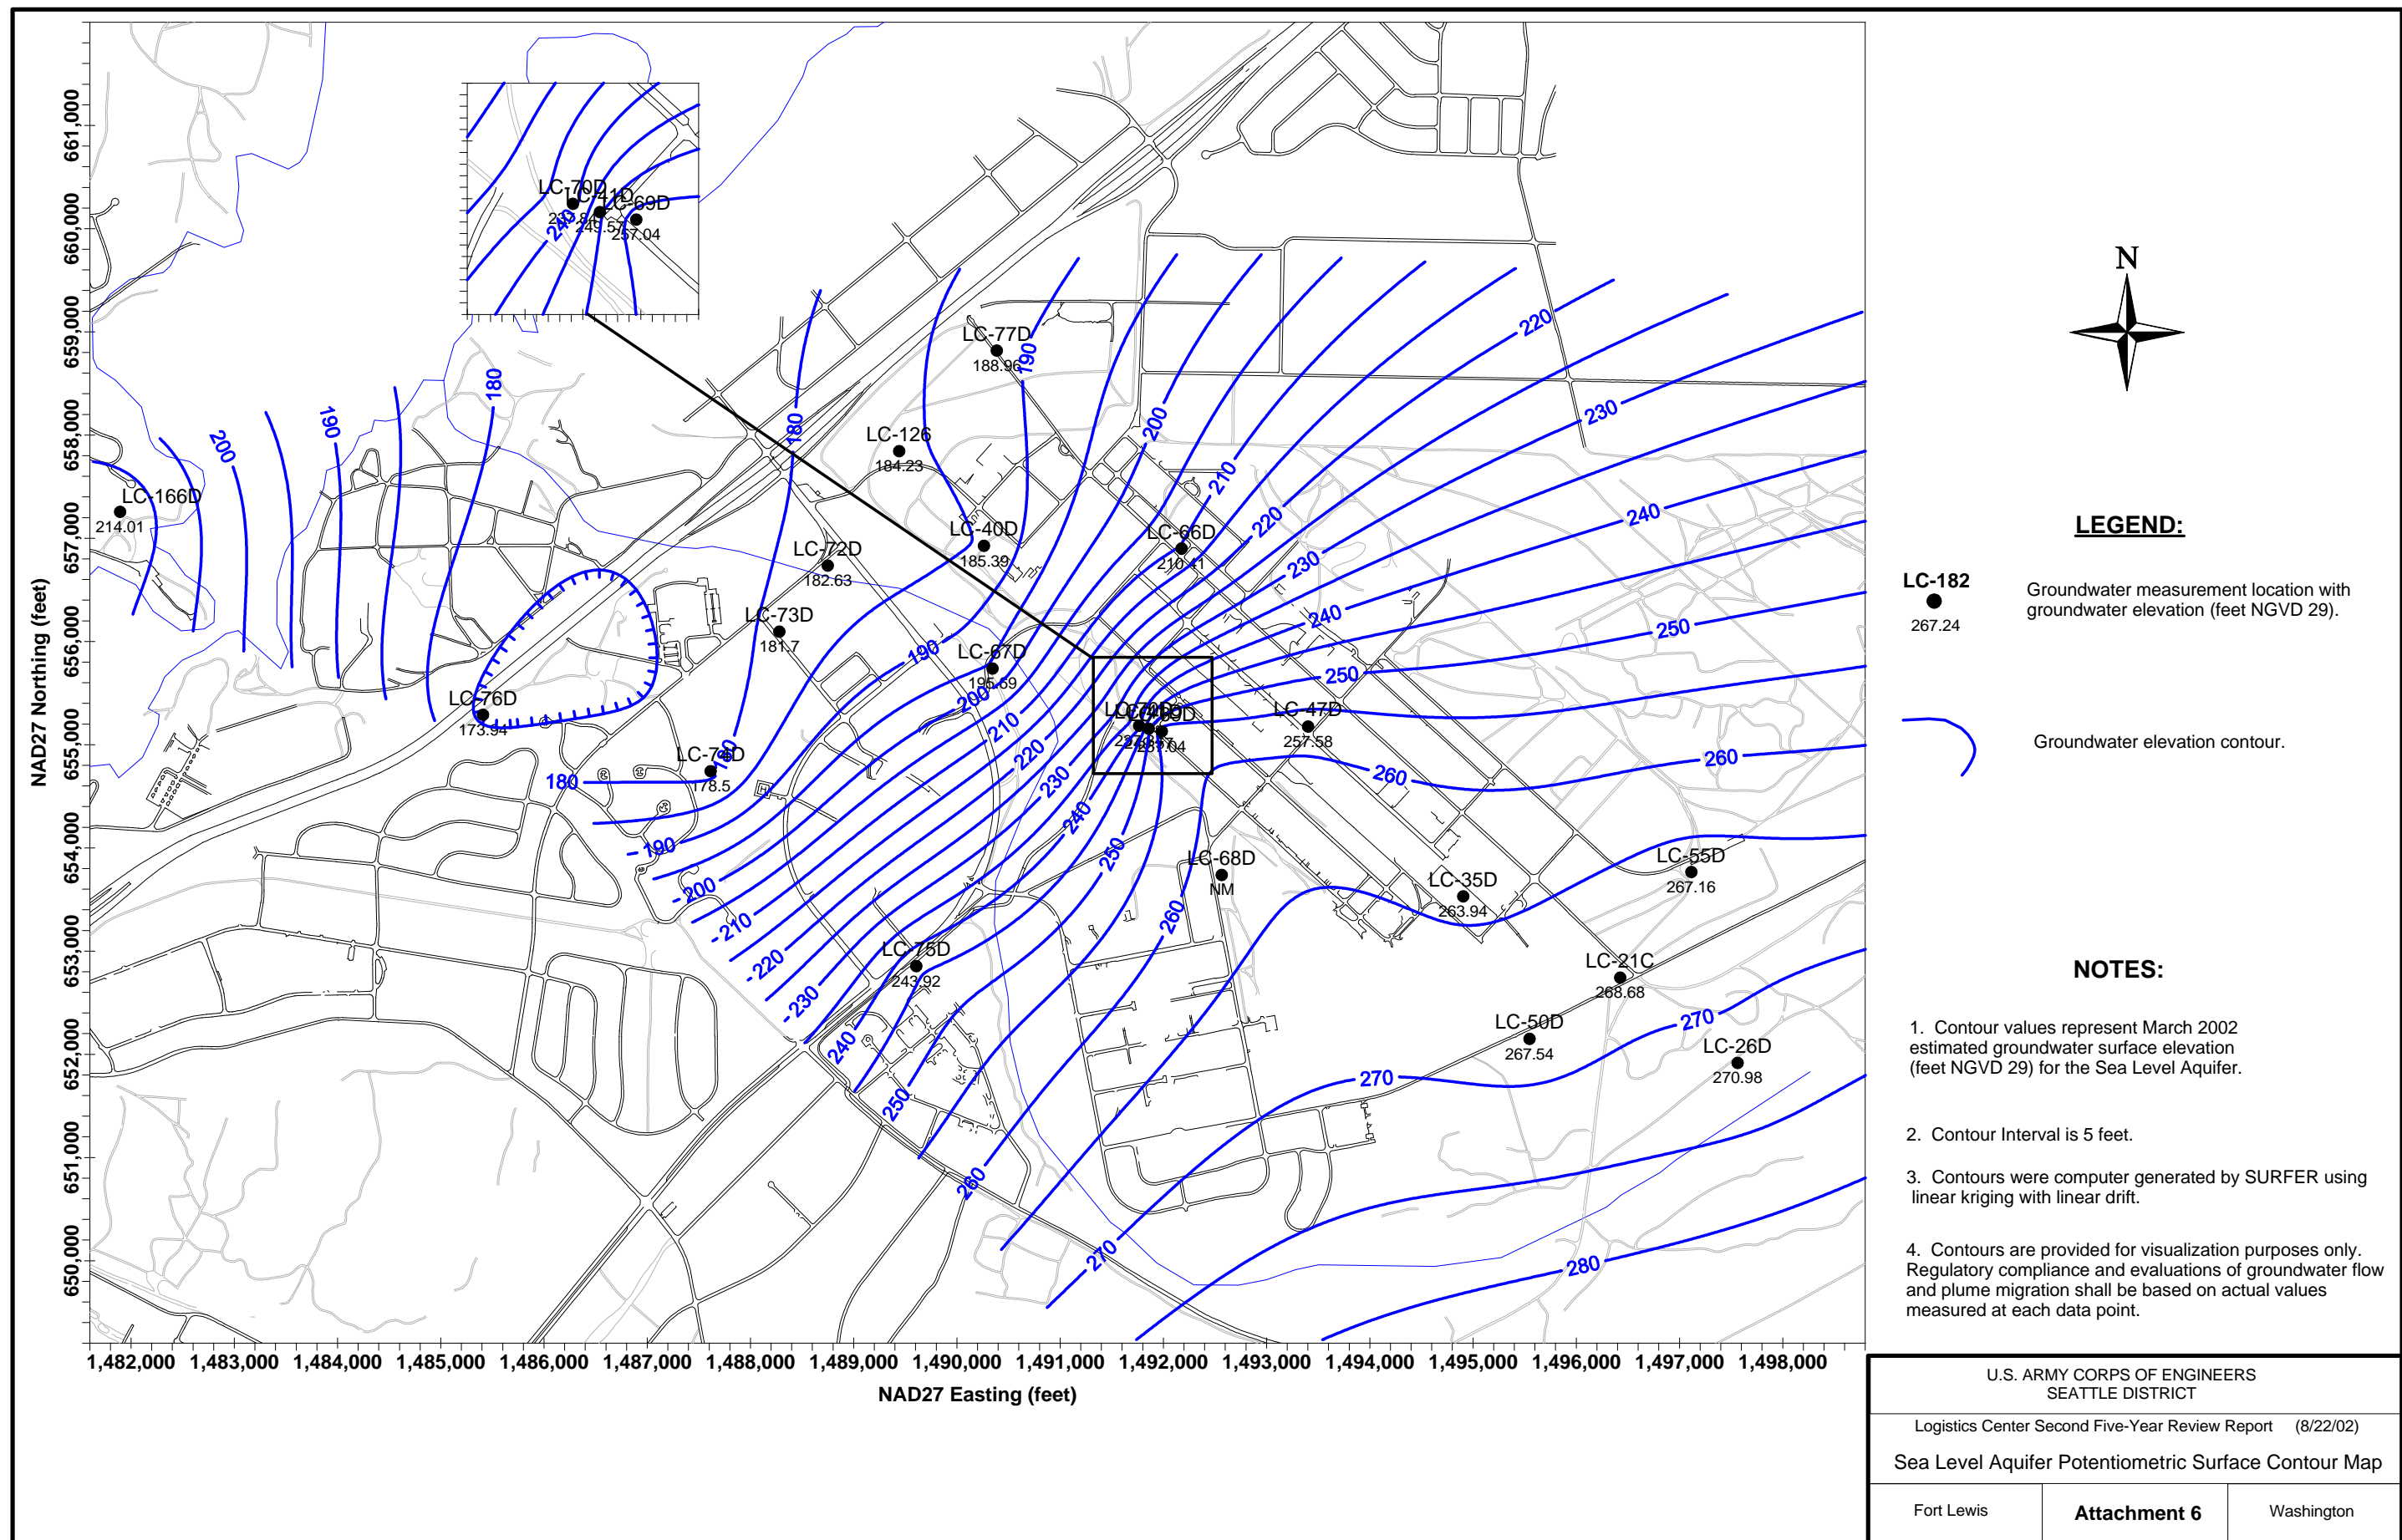 661,000
660,000
659,000
658,000
657,000
656,000
655,000
654,000
653,000
652,000
651,000
650,000
NAD27 Northing (feet)
1,482,000 1,483,000 1,484,000 1,485,000 1,486,000 1,487,000 1,488,000 1,489,000 1,490,000 1,491,000 1,492,000 1,493,000 1,494,000 1,495,000 1,496,000 1,497,000 1,498,000
NAD27 Easting (feet)
LC-70D
LC-41D
LC-69D
240
249.57
257.04
LC-77D
188.96
LC-126
184.23
LC-166D
214.01
LC-40D
185.39
LC-66D
210.41
LC-72D
182.63
LC-73D
181.7
LC-67D
195.69
LC-76D
173.94
LC-74D
178.5
LC-47D
257.58
LC-68D
NM
LC-35D
263.94
LC-55D
267.16
LC-75D
243.92
LC-21C
268.68
LC-50D
267.54
LC-26D
270.98
200
190
180
180
190
200
210
220
220
230
230
240
240
250
250
260
260
190
200
210
220
230
240
250
260
180
180
190
200
210
220
230
240
250
260
270
270
270
280
N
LEGEND:
LC-182
267.24
Groundwater measurement location with
groundwater elevation (feet NGVD 29).
Groundwater elevation contour.
NOTES:
1. Contour values represent March 2002
estimated groundwater surface elevation
(feet NGVD 29) for the Sea Level Aquifer.
2. Contour Interval is 5 feet.
3. Contours were computer generated by SURFER using
linear kriging with linear drift.
4. Contours are provided for visualization purposes only.
Regulatory compliance and evaluations of groundwater flow
and plume migration shall be based on actual values
measured at each data point.
U.S. ARMY CORPS OF ENGINEERS
SEATTLE DISTRICT
Logistics Center Second Five-Year Review Report (8/22/02)
Sea Level Aquifer Potentiometric Surface Contour Map
Fort Lewis
Attachment 6
Washington